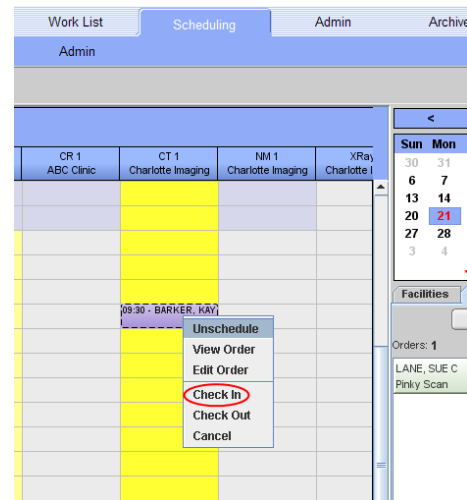 Work List
Scheduling
Admin
Archive
Admin
CR 1
ABC Clinic
CT 1
Charlotte Imaging
NM 1
Charlotte Imaging
XRay
Charlotte I
<
Sun Mon
30 31
6 7
13 14
20 21
27 28
3 4
09:30 - BARKER, KAY
Unschedule
View Order
Edit Order
Check In
Check Out
Cancel
Facilities
Orders: 1
LANE, SUE C
Pinky Scan